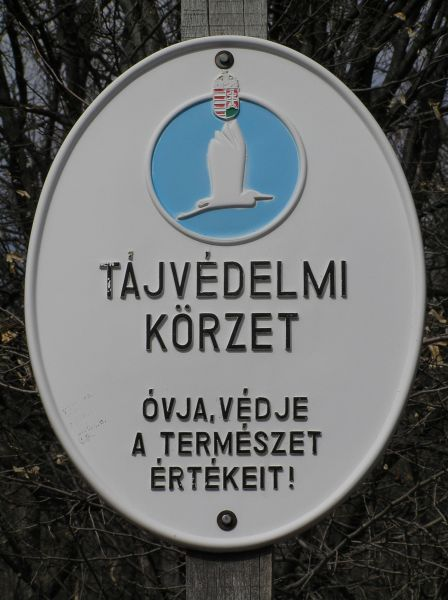 TÁJVÉDELMI
KÖRZET
ÓVJA, VÉDJE
A TERMÉSZET
ÉRTÉKEIT!